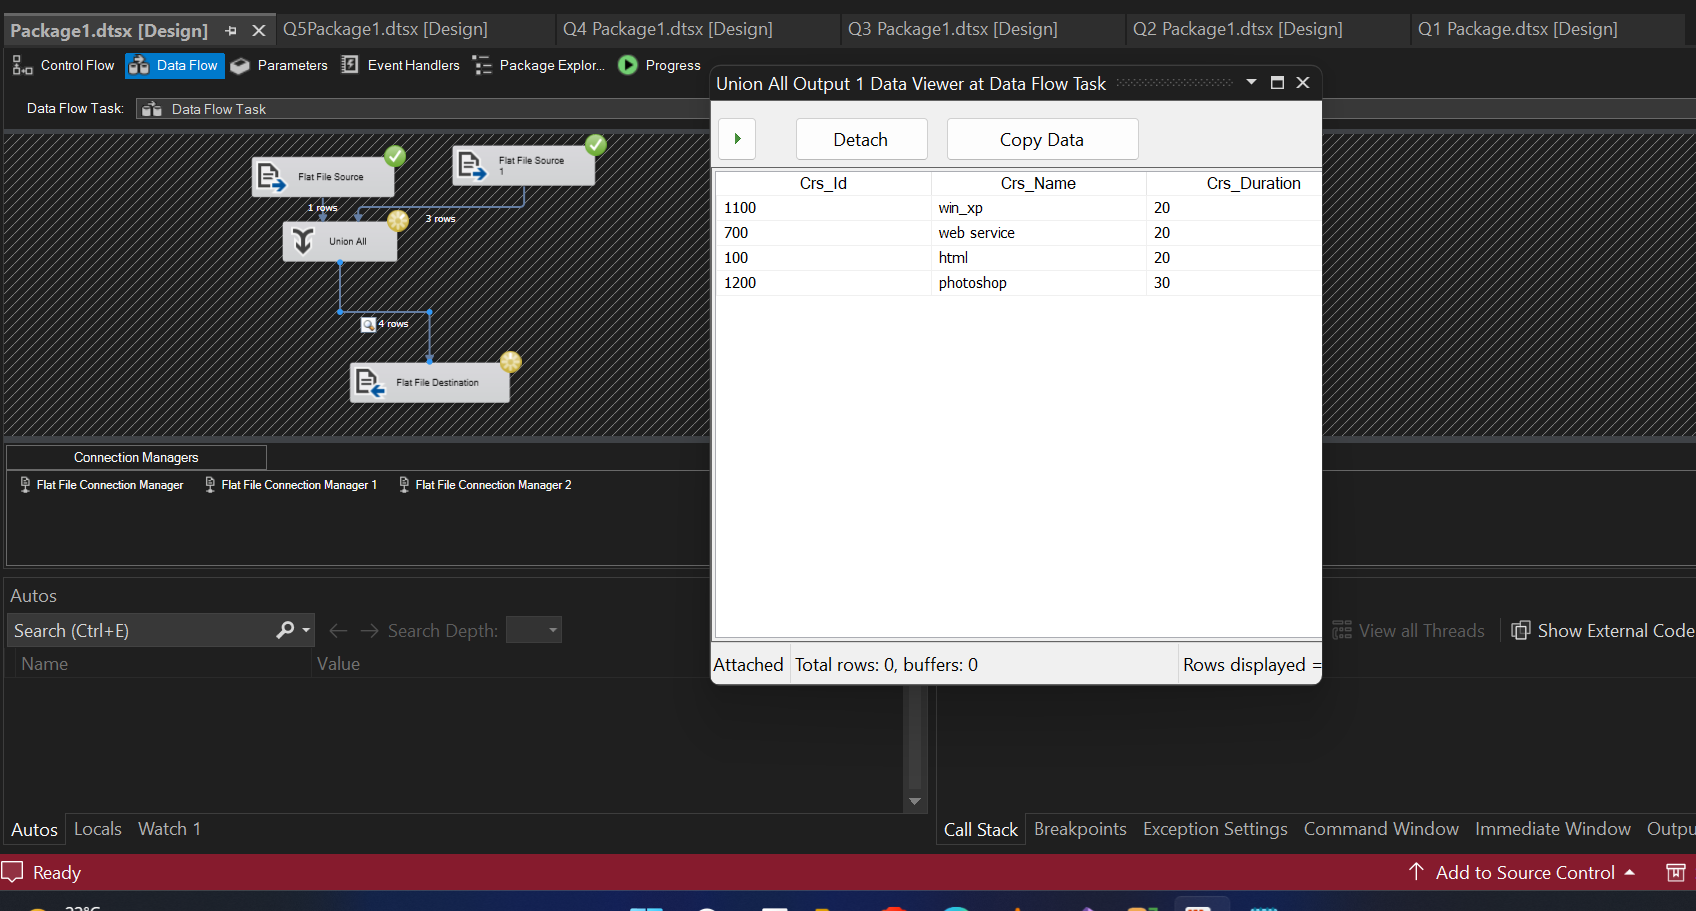 Package1.dtsx [Design]
Q5Package1.dtsx [Design]
Q4 Package1.dtsx [Design]
Q3 Package1.dtsx [Design]
Q2 Package1.dtsx [Design]
Q1 Package.dtsx [Design]
Control Flow
Data Flow
Parameters
Event Handlers
Package Explor...
Progress
Data Flow Task:
Data Flow Task
Flat File Source
Flat File Source
1
1 rows
3 rows
Union All
4 rows
Flat File Destination
Union All Output 1 Data Viewer at Data Flow Task
Detach
Copy Data
Crs_Id Crs_Name Crs_Duration
1100 win_xp 20
700 web service 20
100 html 20
1200 photoshop 30
Attached
Total rows: 0, buffers: 0
Rows displayed =
Connection Managers
Flat File Connection Manager
Flat File Connection Manager 1
Flat File Connection Manager 2
Autos
Search (Ctrl+E)
Search Depth:
Name
Value
View all Threads
Show External Code
Autos
Locals
Watch 1
Call Stack
Breakpoints
Exception Settings
Command Window
Immediate Window
Outpu
Ready
Add to Source Control